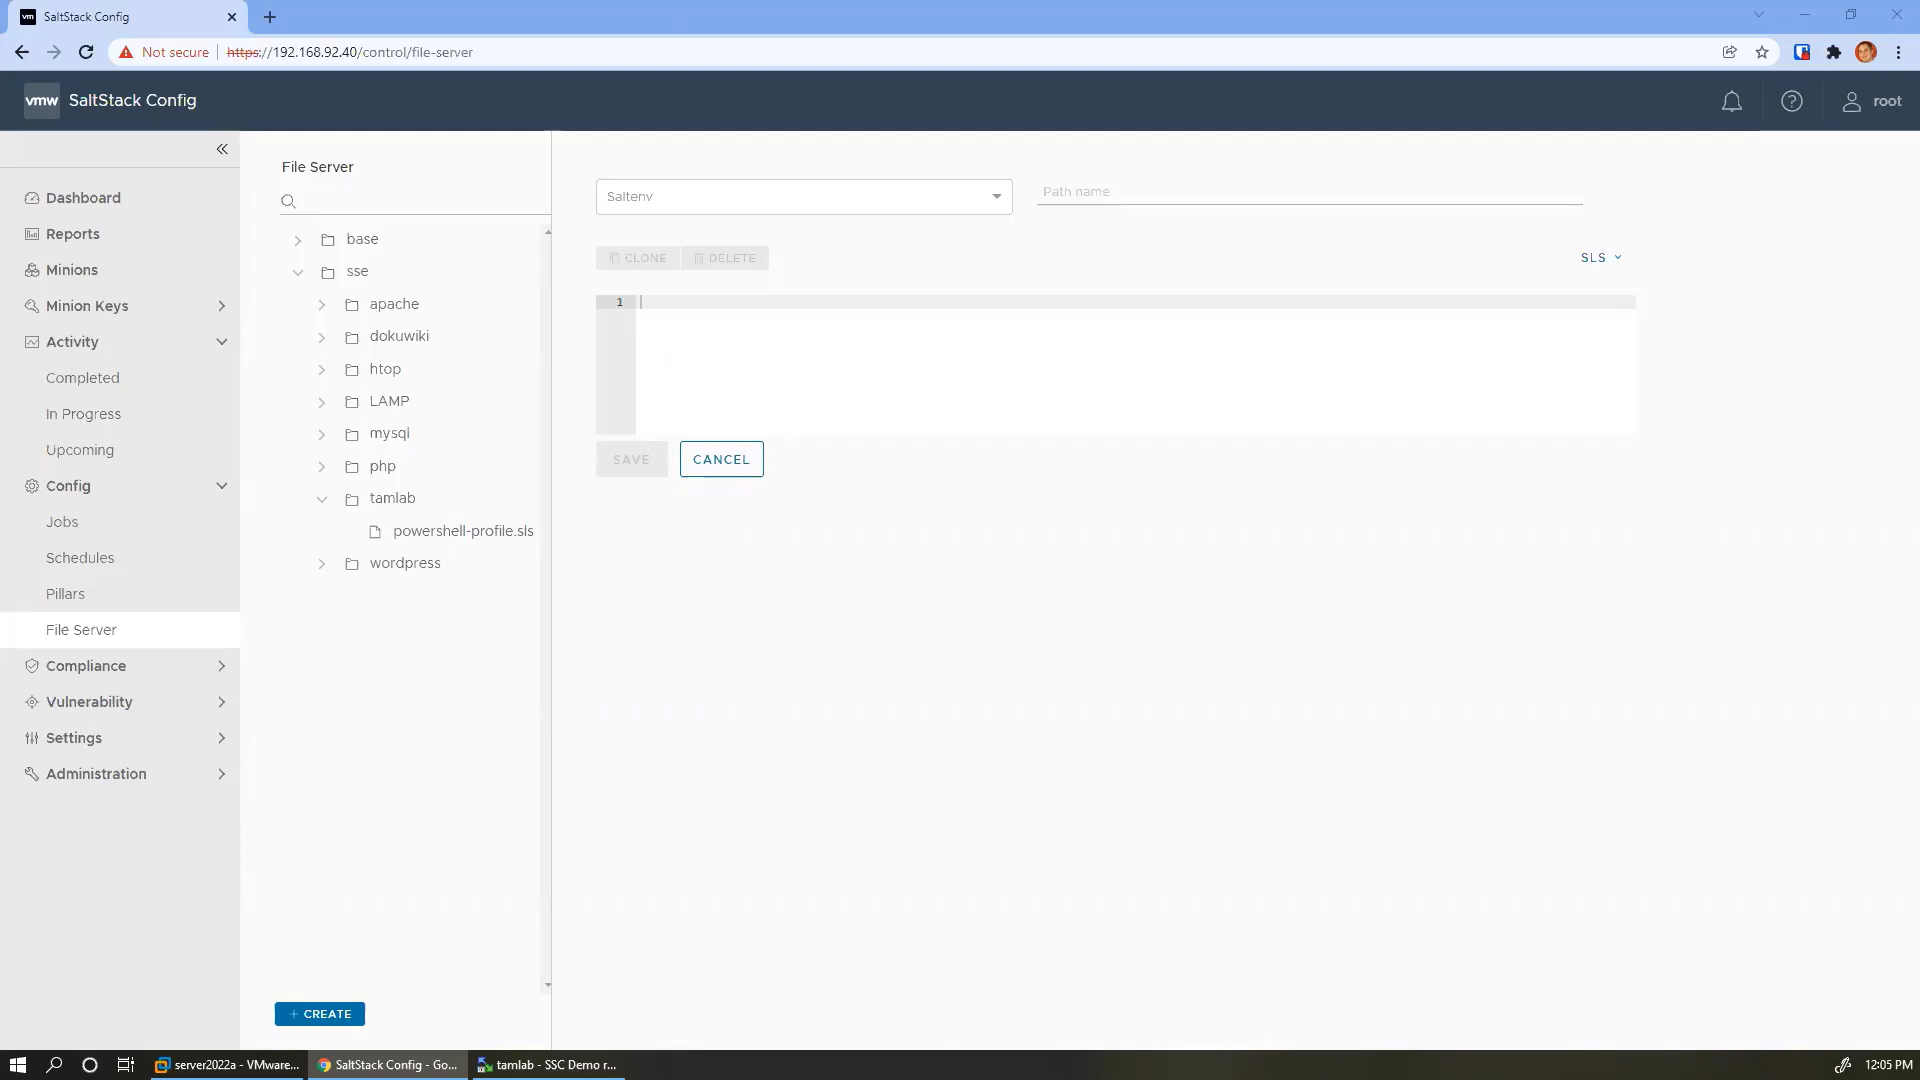 vm SaltStack Config
Not secure https://192.168.92.40/control/file-server
vmw SaltStack Config
root
Dashboard
Reports
Minions
Minion Keys
Activity
Completed
In Progress
Upcoming
Config
Jobs
Schedules
Pillars
File Server
Compliance
Vulnerability
Settings
Administration
File Server
base
sse
apache
dokuwiki
htop
LAMP
mysql
php
tamlab
powershell-profile.sls
wordpress
+ CREATE
Saltenv
Path name
CLONE
DELETE
SLS
1
SAVE
CANCEL
server2022a - VMware...
SaltStack Config - Go...
tamlab - SSC Demo r...
12:05 PM